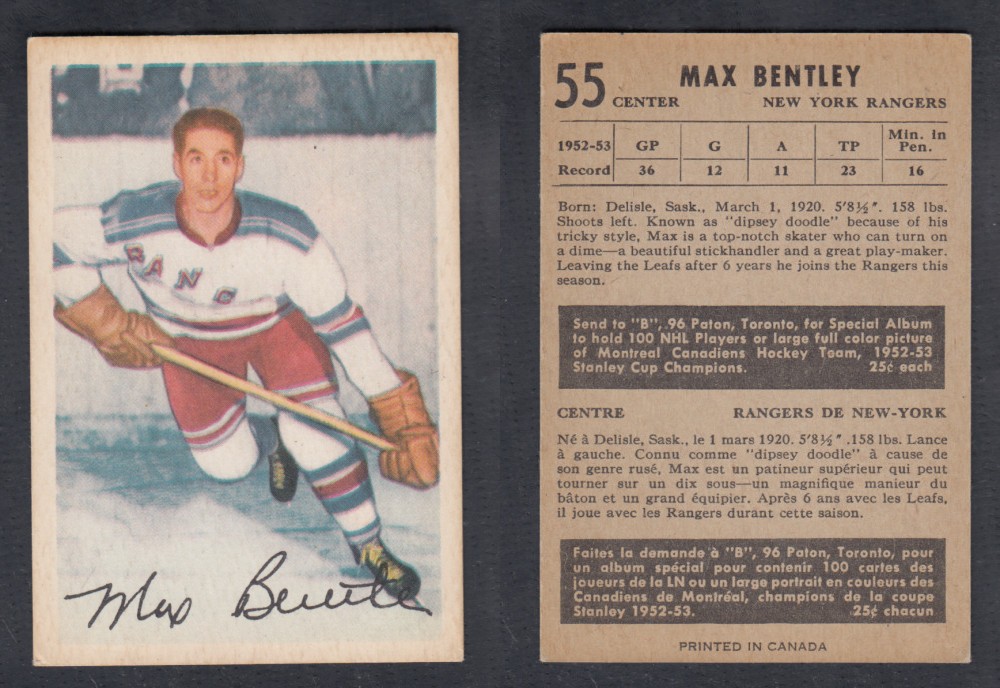 RANG
Max Bentley
55 MAX BENTLEY
CENTER NEW YORK RANGERS
1952-53 GP G A TP Min. in Pen.
Record 36 12 11 23 16
Born: Delisle, Sask., March 1, 1920. 5'8½". 158 lbs.
Shoots left. Known as "dipsey doodle" because of his
tricky style, Max is a top-notch skater who can turn on
a dime—a beautiful stickhandler and a great play-maker.
Leaving the Leafs after 6 years he joins the Rangers this
season.
Send to "B", 96 Paton, Toronto, for Special Album
to hold 100 NHL Players or large full color picture
of Montreal Canadiens Hockey Team, 1952-53
Stanley Cup Champions. 25¢ each
CENTRE RANGERS DE NEW-YORK
Né à Delisle, Sask., le 1 mars 1920. 5'8½" .158 lbs. Lance
à gauche. Connu comme "dipsey doodle" à cause de
son genre rusé, Max est un patineur supérieur qui peut
tourner sur un dix sous—un magnifique manieur du
bâton et un grand équipier. Après 6 ans avec les Leafs,
il joue avec les Rangers durant cette saison.
Faites la demande à "B", 96 Paton, Toronto, pour
un album spécial pour contenir 100 cartes des
joueurs de la LN ou un large portrait en couleurs des
Canadiens de Montréal, champions de la coupe
Stanley 1952-53. 25¢ chacun
PRINTED IN CANADA